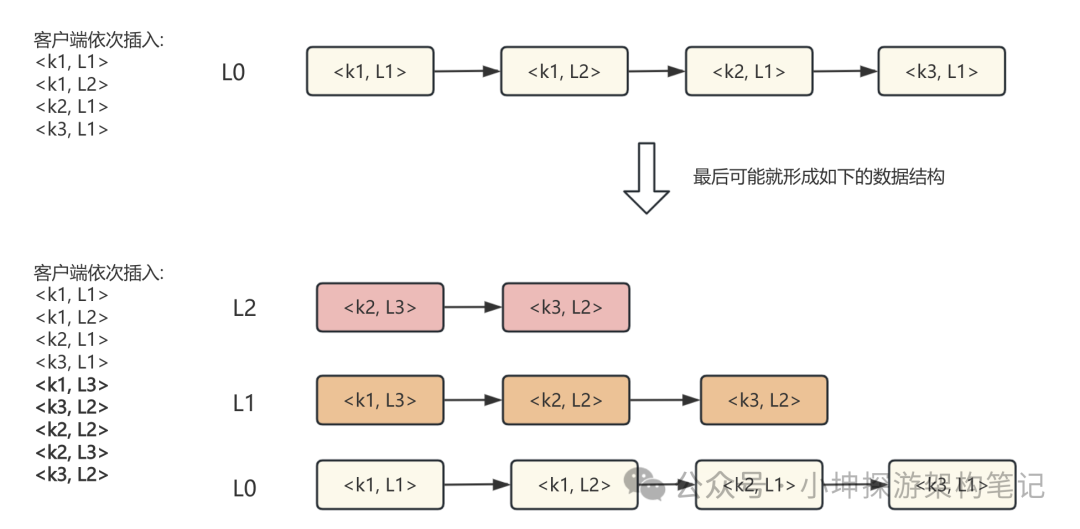 客户端依次插入:
<k1, L1>
<k1, L2>
<k2, L1>
<k3, L1>
L0
<k1, L1>
<k1, L2>
<k2, L1>
<k3, L1>
最后可能就形成如下的数据结构
客户端依次插入:
<k1, L1>
<k1, L2>
<k2, L1>
<k3, L1>
<k1, L3>
<k3, L2>
<k2, L2>
<k2, L3>
<k3, L2>
L2
<k2, L3>
<k3, L2>
L1
<k1, L3>
<k2, L2>
<k3, L2>
L0
<k1, L1>
<k1, L2>
<k2, L1>
<k3, L1>
公众号 · 小坤探游架构笔记